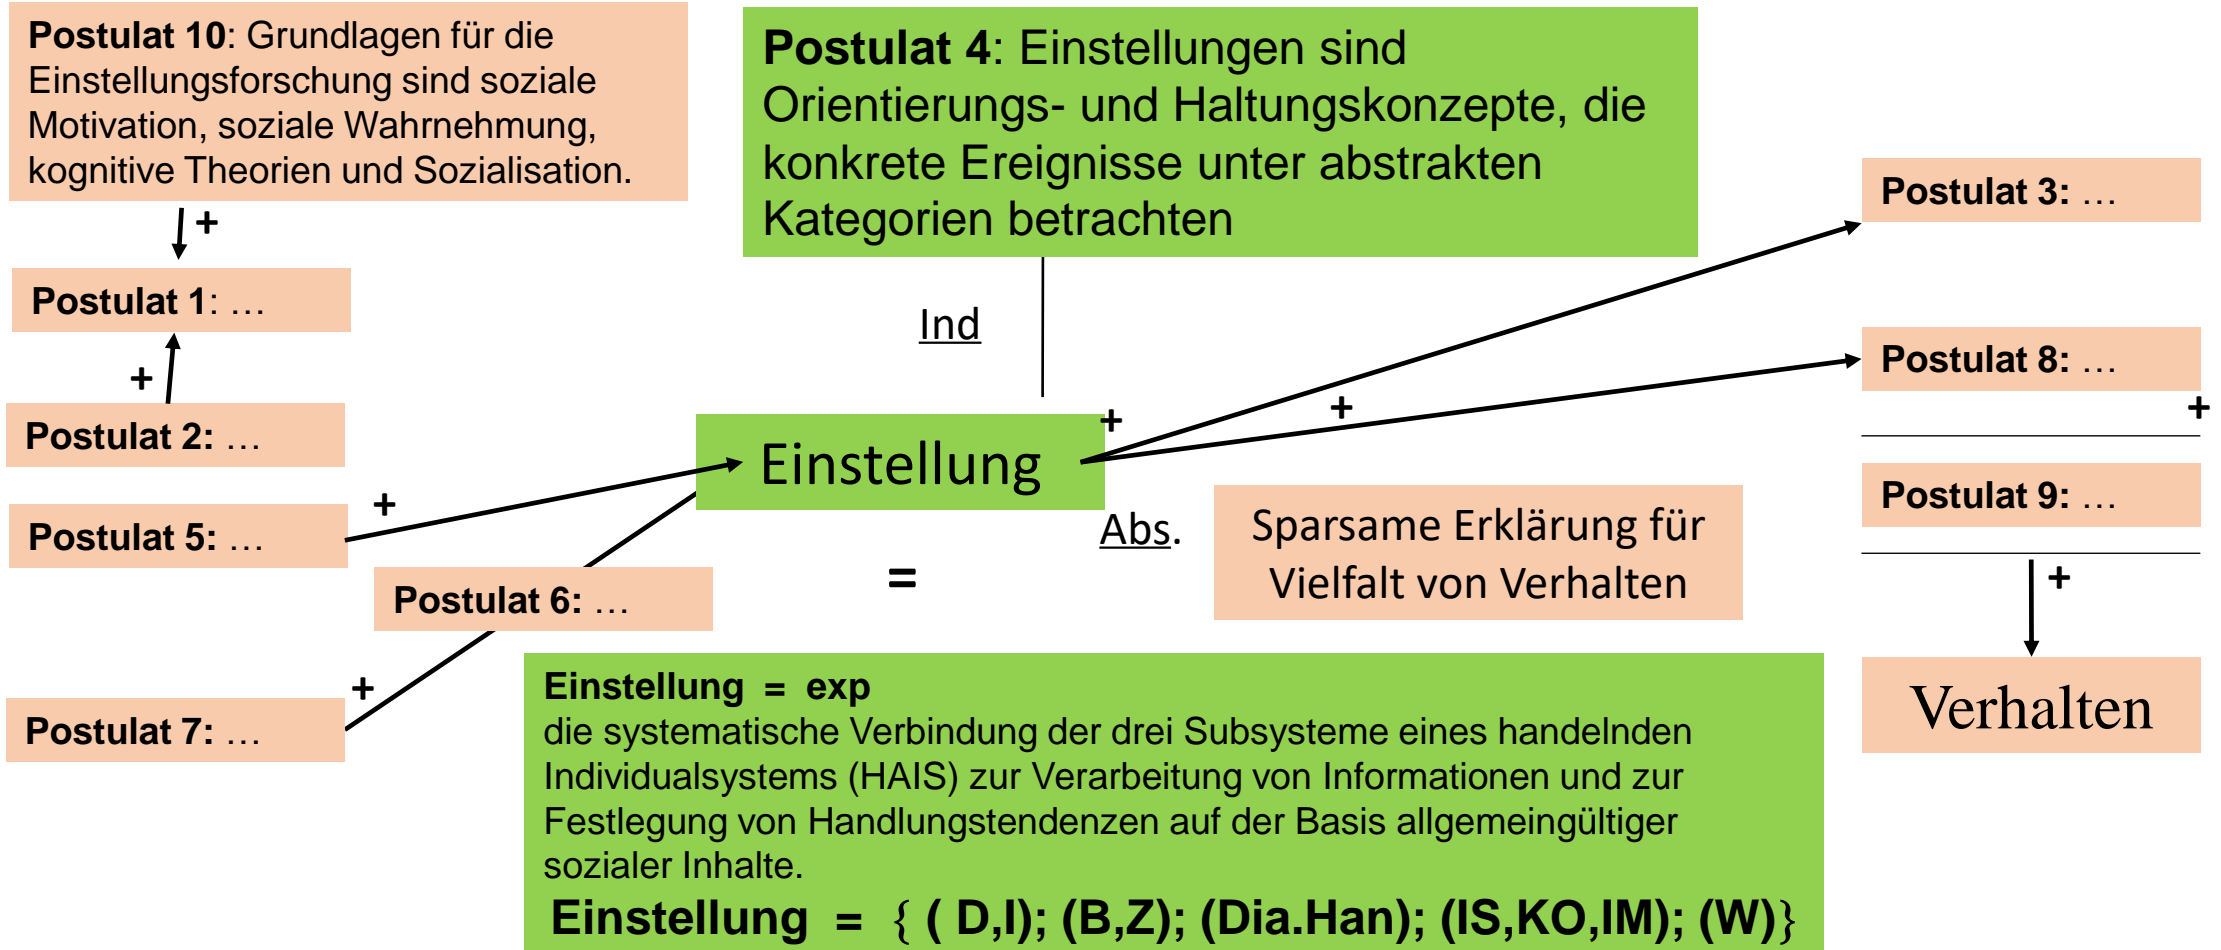 Postulat 10: Grundlagen für die
Einstellungsforschung sind soziale
Motivation, soziale Wahrnehmung,
kognitive Theorien und Sozialisation.
+
Postulat 1: …
+
Postulat 2: …
+
Postulat 5: …
Postulat 6: …
+
Postulat 7: …
Postulat 4: Einstellungen sind
Orientierungs- und Haltungskonzepte, die
konkrete Ereignisse unter abstrakten
Kategorien betrachten
Ind
Einstellung
+
+
Abs.
=
Sparsame Erklärung für
Vielfalt von Verhalten
Einstellung = exp
die systematische Verbindung der drei Subsysteme eines handelnden
Individualsystems (HAIS) zur Verarbeitung von Informationen und zur
Festlegung von Handlungstendenzen auf der Basis allgemeingültiger
sozialer Inhalte.
Einstellung = { ( D,I); (B,Z); (Dia.Han); (IS,KO,IM); (W)}
Postulat 3: …
Postulat 8: …
+
Postulat 9: …
+
Verhalten